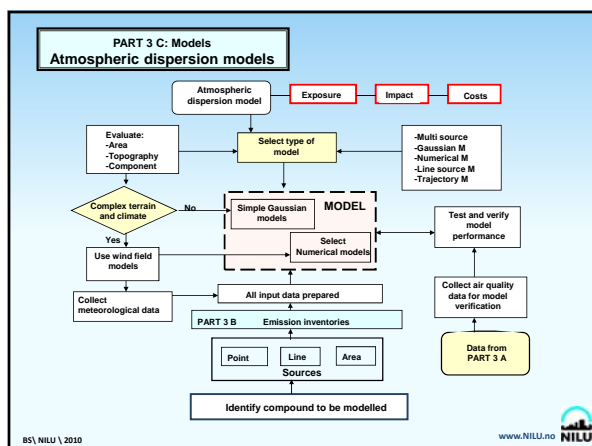 PART 3 C: Models
Atmospheric dispersion models
Atmospheric
dispersion model
Exposure
Impact
Costs
Evaluate:
-Area
-Topography
-Component
Select type of
model
-Multi source
-Gaussian M
-Numerical M
-Line source M
-Trajectory M
Complex terrain
and climate
No
Yes
Simple Gaussian
models
MODEL
Select
Numerical models
Test and verify
model
performance
Use wind field
models
Collect
meteorological data
All input data prepared
Collect air quality
data for model
verification
PART 3 B Emission inventories
Point
Line
Area
Sources
Data from
PART 3 A
Identify compound to be modelled
BS\ NILU \ 2010
www.NILU.no
NILU